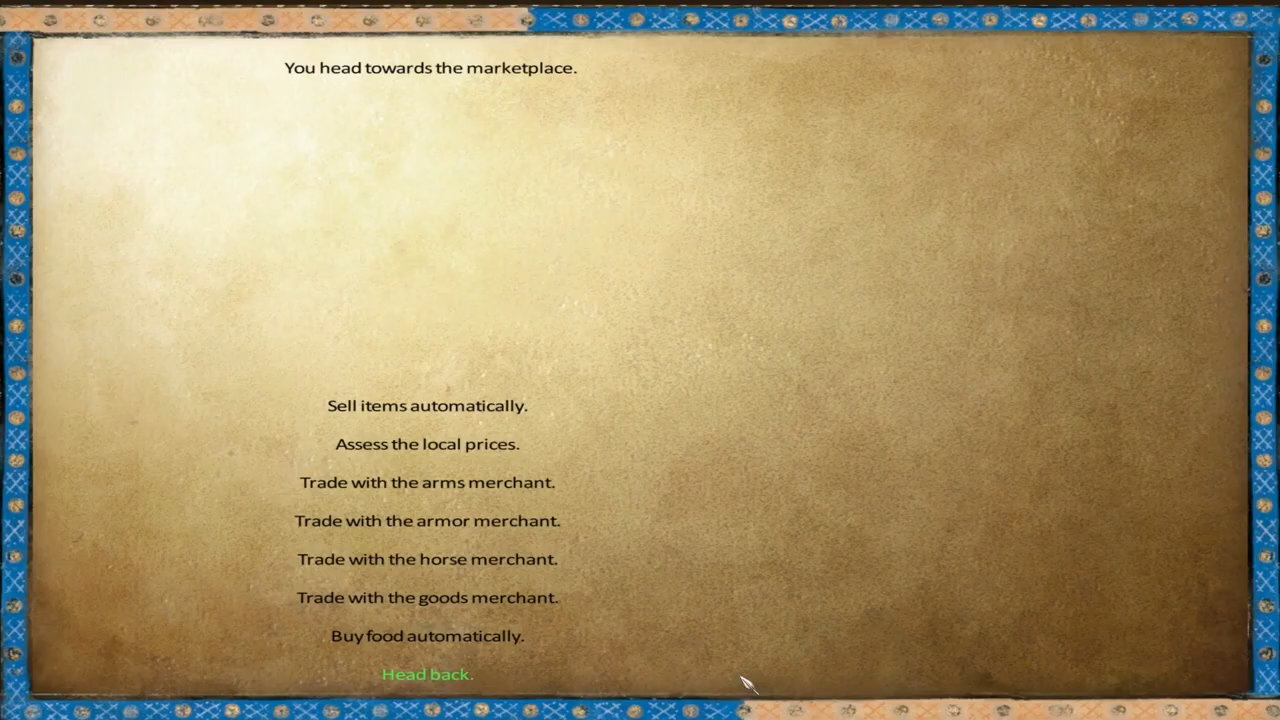 You head towards the marketplace.
Sell items automatically.
Assess the local prices.
Trade with the arms merchant.
Trade with the armor merchant.
Trade with the horse merchant.
Trade with the goods merchant.
Buy food automatically.
Head back.